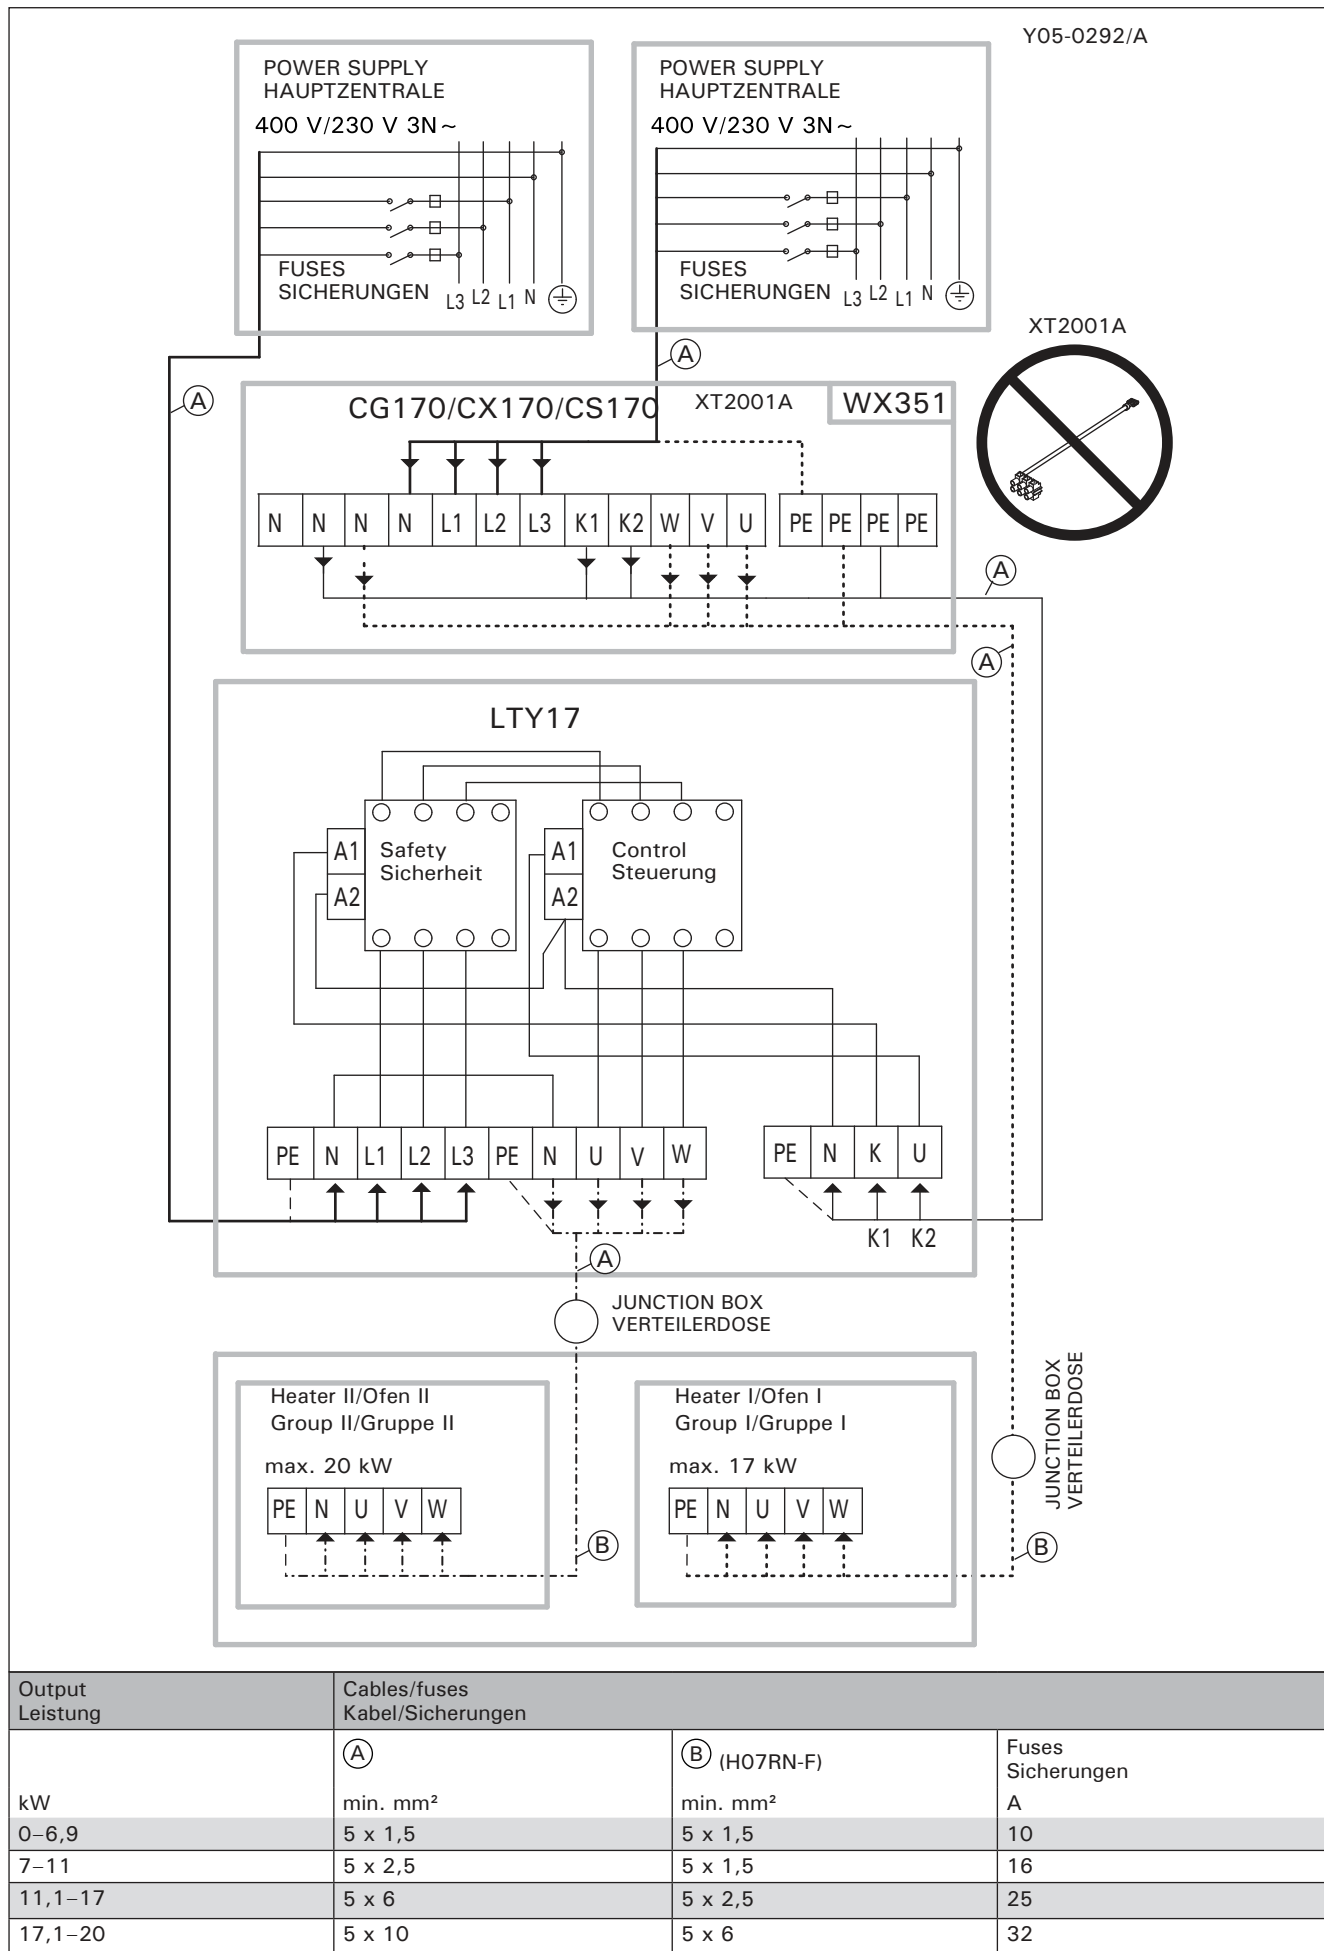 Y05-0292/A
POWER SUPPLY
HAUPTZENTRALE
400 V/230 V 3N~
FUSES
SICHERUNGEN
L3 L2 L1 N
POWER SUPPLY
HAUPTZENTRALE
400 V/230 V 3N~
FUSES
SICHERUNGEN
L3 L2 L1 N
XT2001A
A
A
CG170/CX170/CS170 XT2001A WX351
N N N N L1 L2 L3 K1 K2 W V U PE PE PE PE
A
A
LTY17
A1 Safety
Sicherheit
A2
A1 Control
Steuerung
A2
PE N L1 L2 L3 PE N U V W
PE N K U
K1 K2
A
JUNCTION BOX
VERTEILERDOSE
Heater II/Ofen II
Group II/Gruppe II
max. 20 kW
PE N U V W
B
Heater I/Ofen I
Group I/Gruppe I
max. 17 kW
PE N U V W
JUNCTION BOX
VERTEILERDOSE
B
Output
Leistung
Cables/fuses
Kabel/Sicherungen
A
B (H07RN-F)
Fuses
Sicherungen
kW min. mm² min. mm² A
0–6,9 5 x 1,5 5 x 1,5 10
7–11 5 x 2,5 5 x 1,5 16
11,1–17 5 x 6 5 x 2,5 25
17,1–20 5 x 10 5 x 6 32